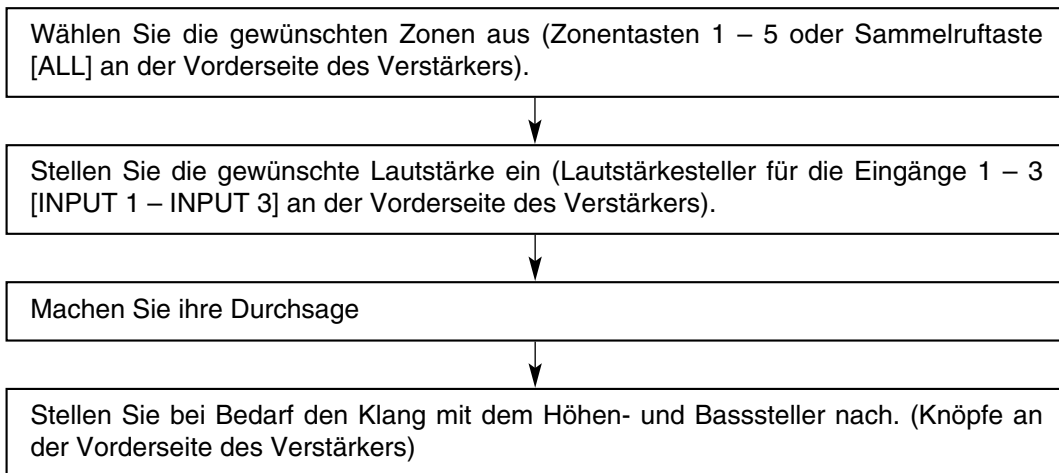 Wählen Sie die gewünschten Zonen aus (Zonentasten 1 – 5 oder Sammelruftaste
[ALL] an der Vorderseite des Verstärkers).
Stellen Sie die gewünschte Lautstärke ein (Lautstärkesteller für die Eingänge 1 – 3
[INPUT 1 – INPUT 3] an der Vorderseite des Verstärkers).
Machen Sie ihre Durchsage
Stellen Sie bei Bedarf den Klang mit dem Höhen- und Basssteller nach. (Knöpfe an
der Vorderseite des Verstärkers)